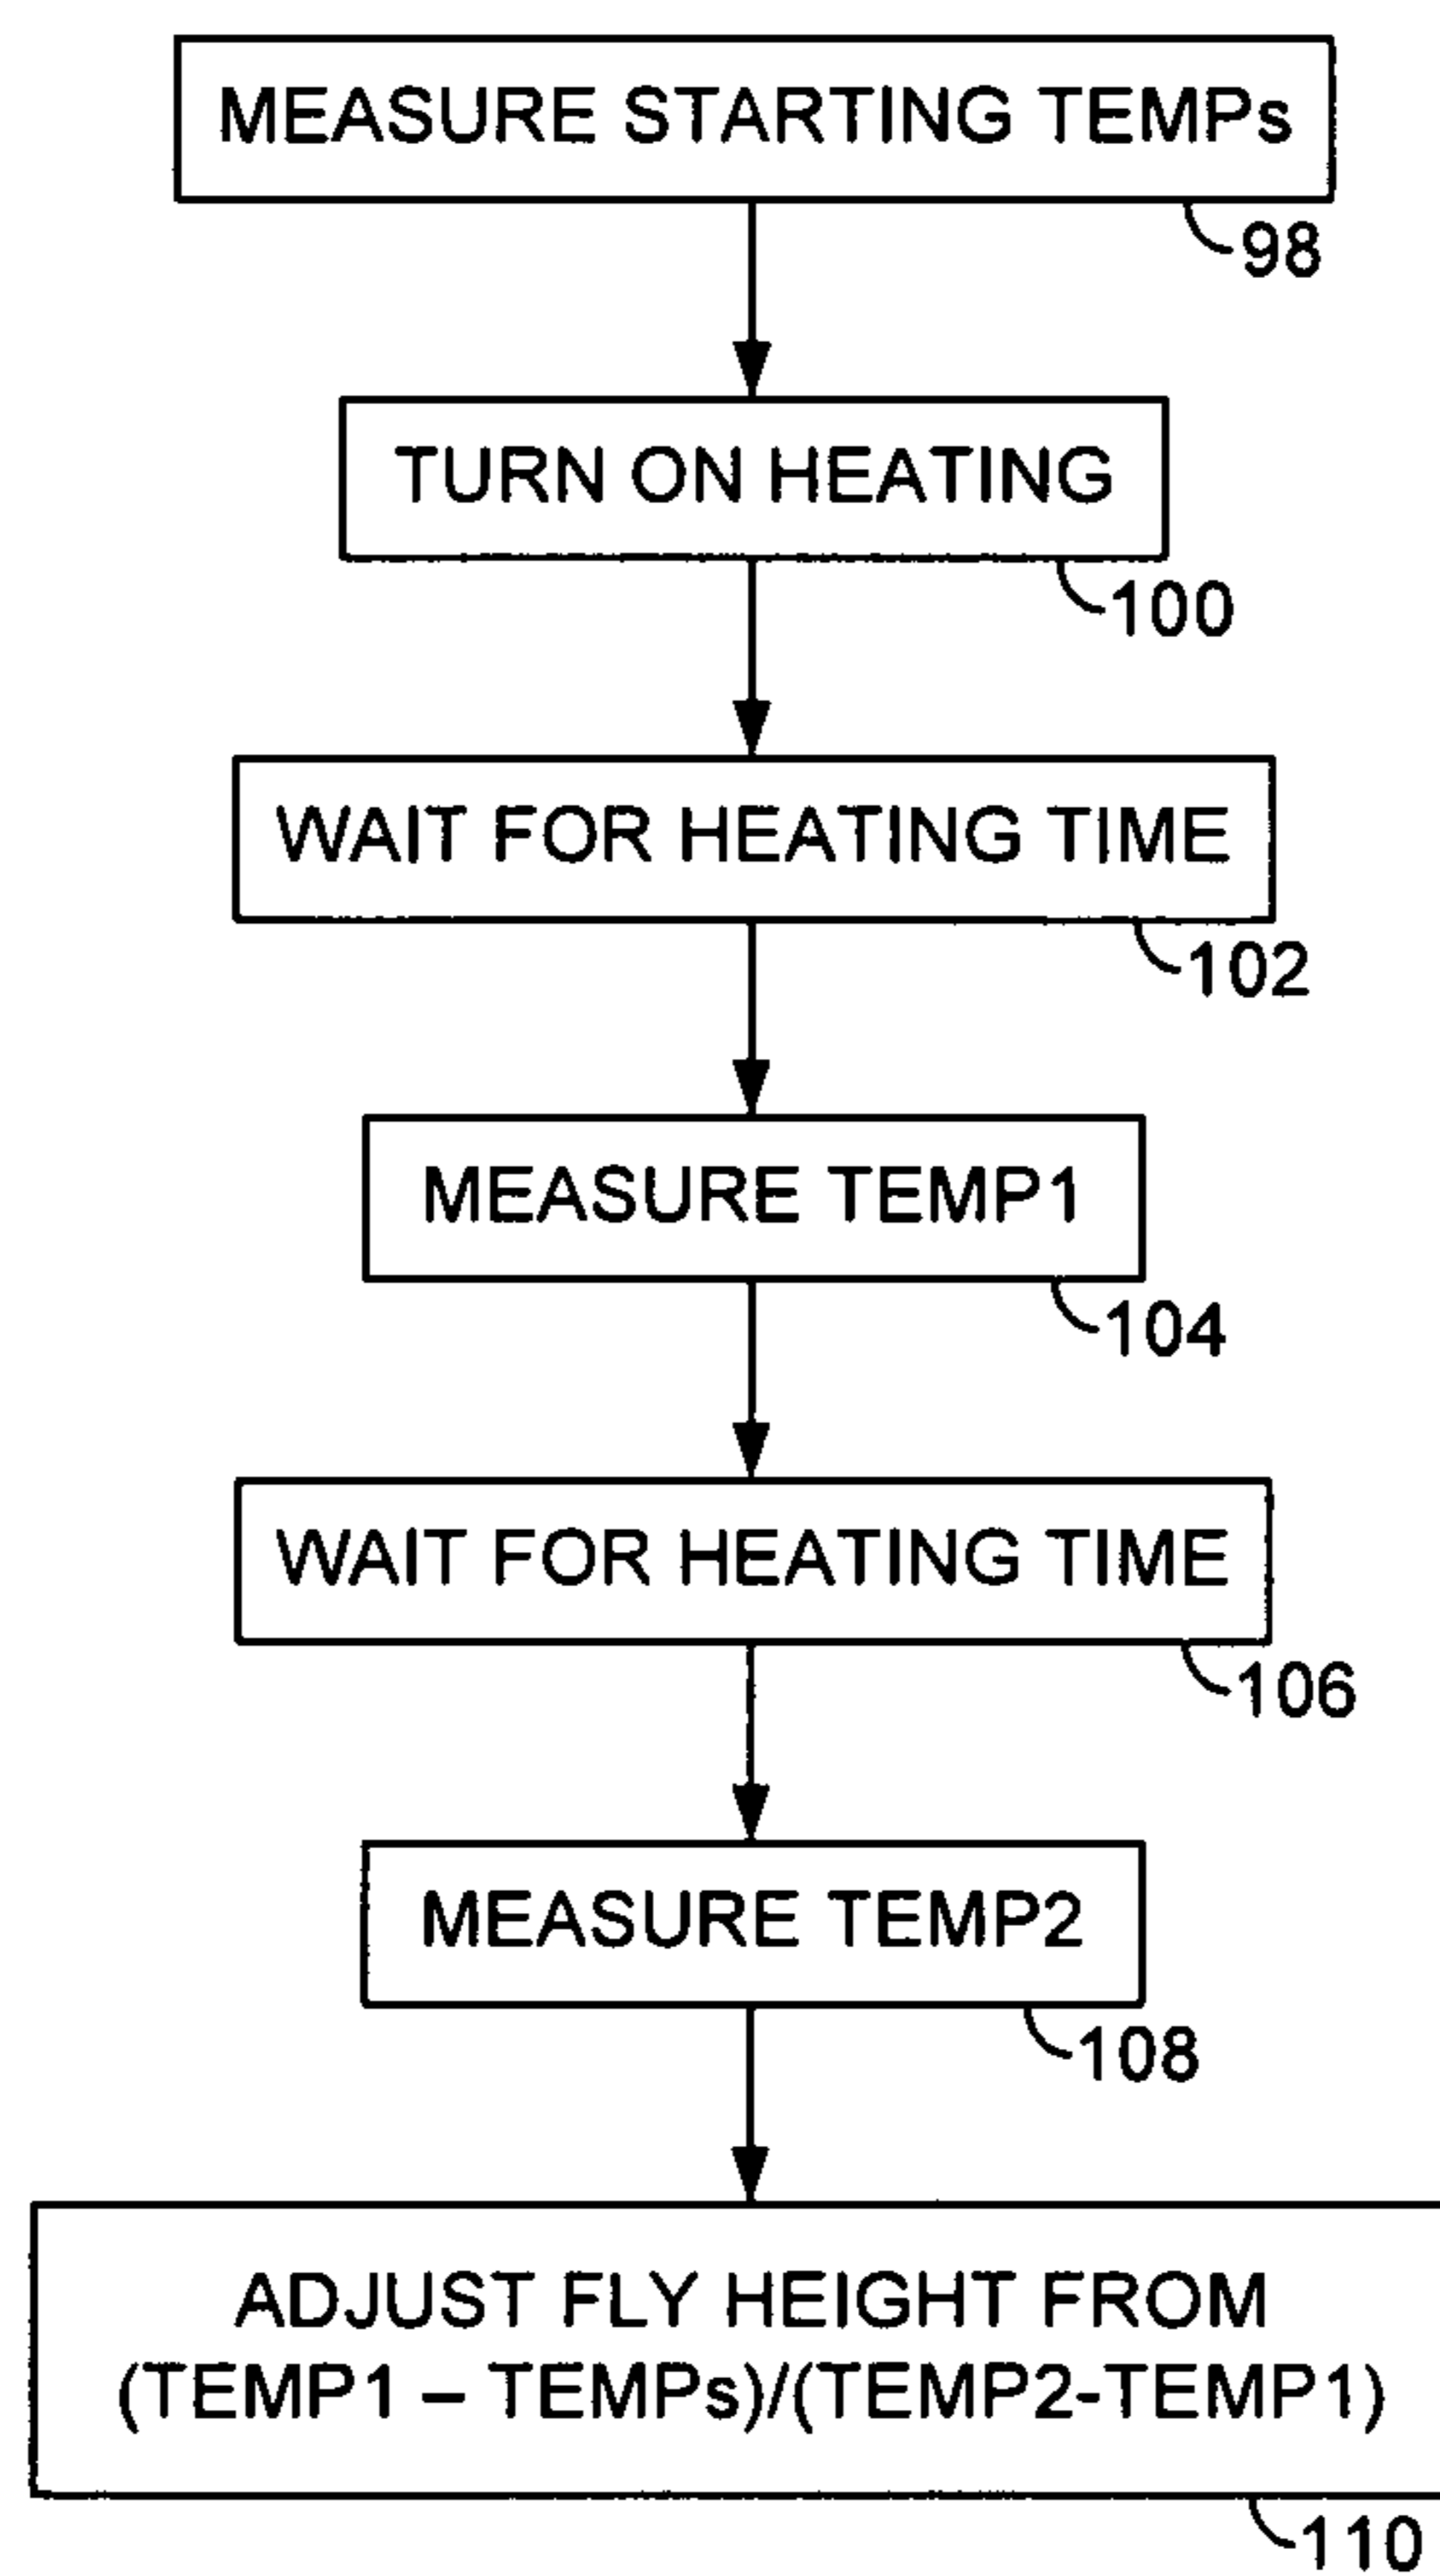 MEASURE STARTING TEMPs
98
TURN ON HEATING
100
WAIT FOR HEATING TIME
102
MEASURE TEMP1
104
WAIT FOR HEATING TIME
106
MEASURE TEMP2
108
ADJUST FLY HEIGHT FROM
(TEMP1 – TEMPs)/(TEMP2-TEMP1)
110